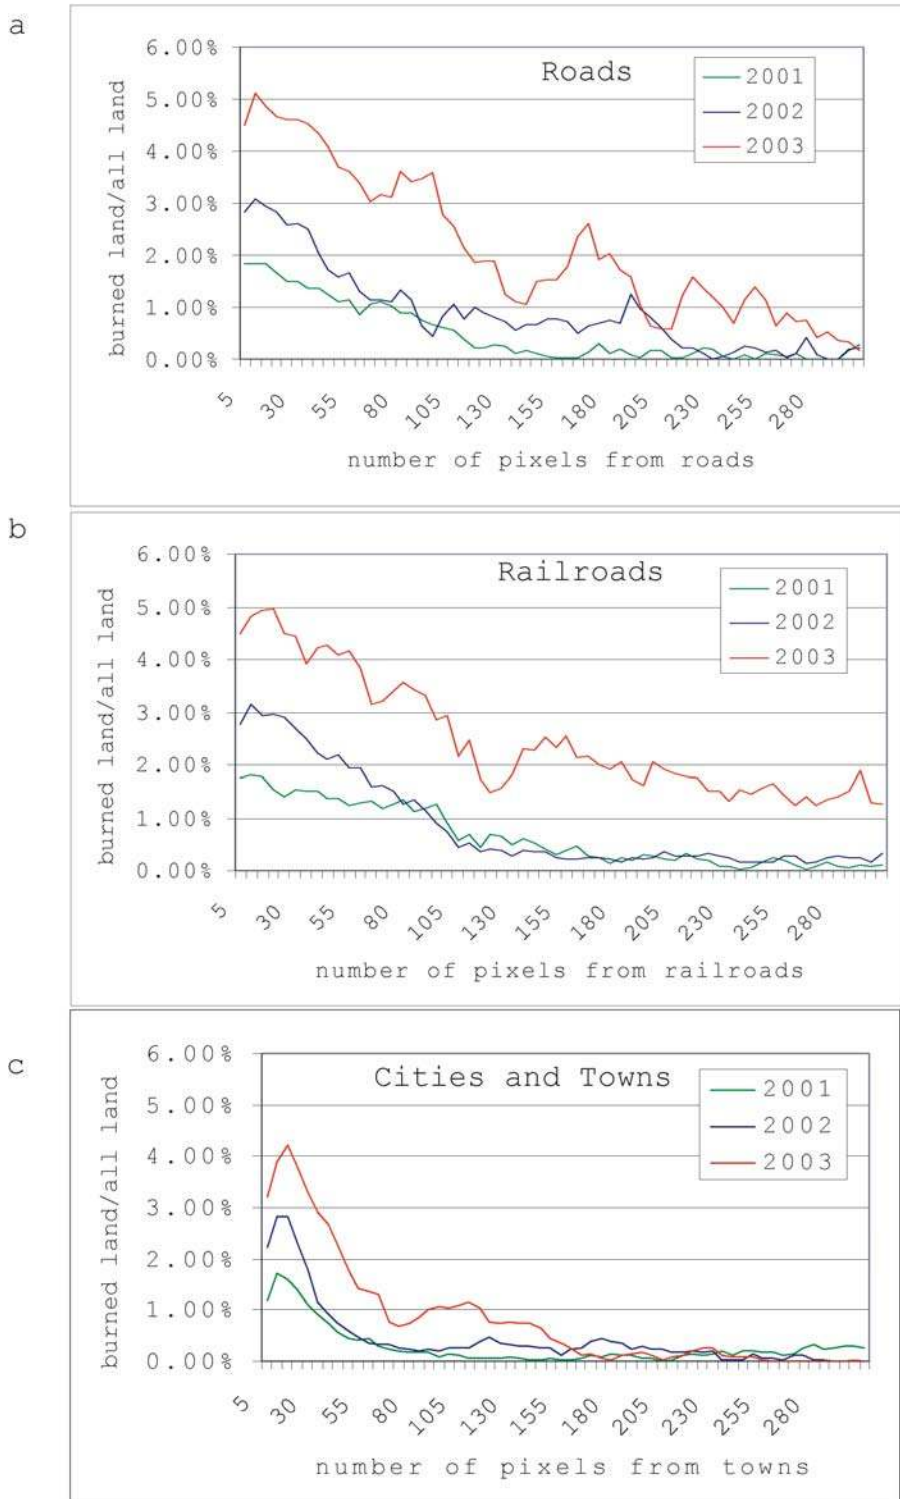 a
Roads
2001
2002
2003
6.00%
5.00%
4.00%
3.00%
2.00%
1.00%
0.00%
burned land/all land
5 30 55 80 105 130 155 180 205 230 255 280
number of pixels from roads
b
Railroads
2001
2002
2003
6.00%
5.00%
4.00%
3.00%
2.00%
1.00%
0.00%
burned land/all land
5 30 55 80 105 130 155 180 205 230 255 280
number of pixels from railroads
c
Cities and Towns
2001
2002
2003
6.00%
5.00%
4.00%
3.00%
2.00%
1.00%
0.00%
burned land/all land
5 30 55 80 105 130 155 180 205 230 255 280
number of pixels from towns